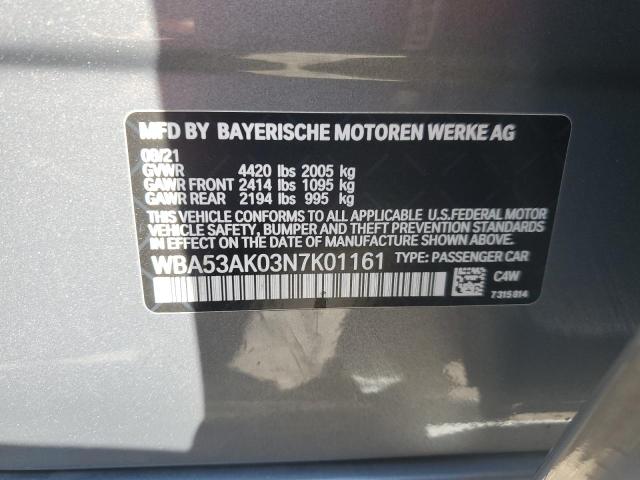 MFD BY BAYERISCHE MOTOREN WERKE AG
08/21
GVWR 4420 lbs 2005 kg
GAWR FRONT 2414 lbs 1095 kg
GAWR REAR 2194 lbs 995 kg
THIS VEHICLE CONFORMS TO ALL APPLICABLE U.S.FEDERAL MOTOR
VEHICLE SAFETY, BUMPER, AND THEFT PREVENTION
STANDARDS IN EFFECT ON THE DATE OF MANUFACTURE SHOWN ABOVE.
WBA53AK03N7K01161 TYPE: PASSENGER CAR
C4W
7315014